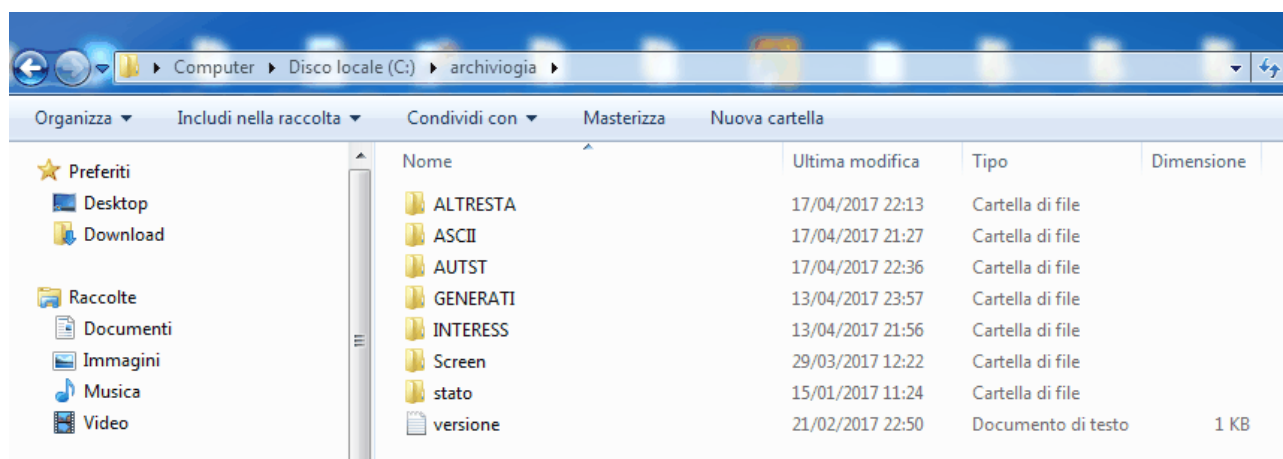 Computer Disco locale (C:) archiviogia
Organizza Includi nella raccolta Condividi con Masterizza Nuova cartella
Preferiti
Desktop
Download
Raccolte
Documenti
Immagini
Musica
Video
Nome Ultima modifica Tipo Dimensione
ALTRESTA 17/04/2017 22:13 Cartella di file
ASCII 17/04/2017 21:27 Cartella di file
AUTST 17/04/2017 22:36 Cartella di file
GENERATI 13/04/2017 23:57 Cartella di file
INTERESS 13/04/2017 21:56 Cartella di file
Screen 29/03/2017 12:22 Cartella di file
stato 15/01/2017 11:24 Cartella di file
versione 21/02/2017 22:50 Documento di testo 1 KB